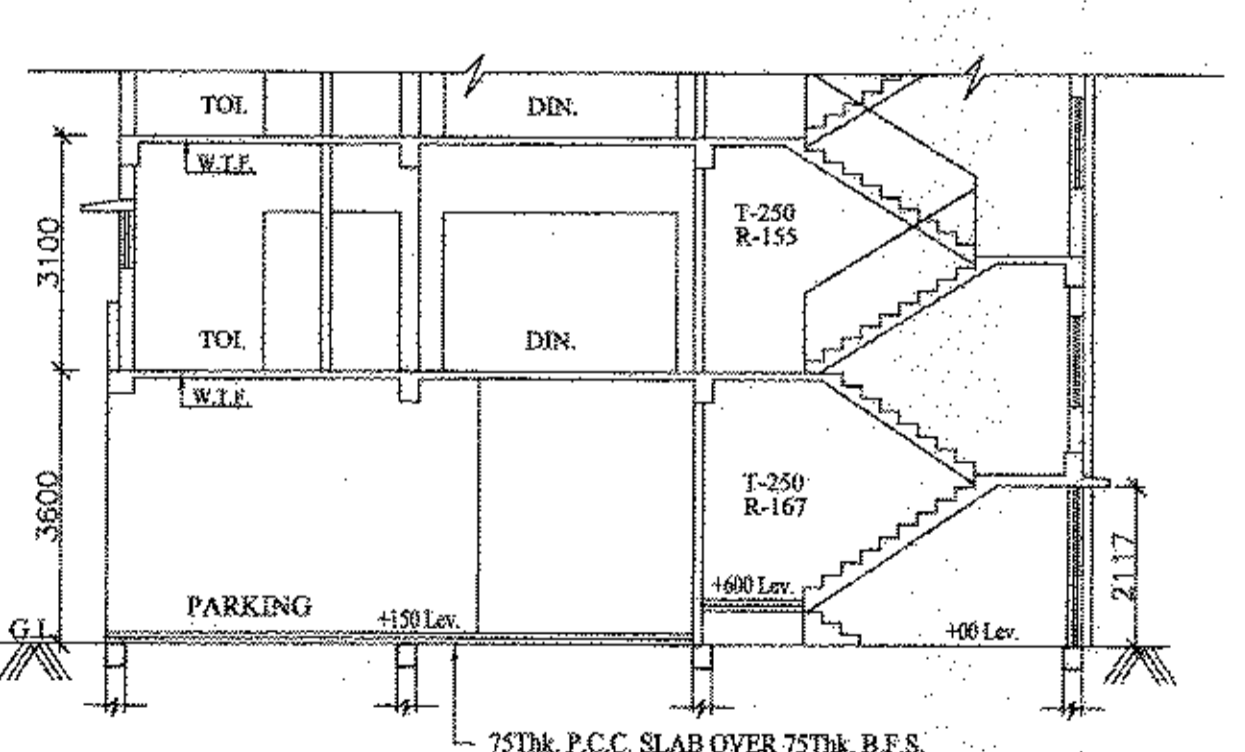 TOI. DIN.
W.T.F.
3100
T-250
R-155
TOI. DIN.
W.T.F.
3600
T-250
R-167
+600 Lev.
2117
PARKING
+150 Lev.
G.L.
+00 Lev.
75Thk. P.C.C. SLAB OVER 75Thk. B.F.S.